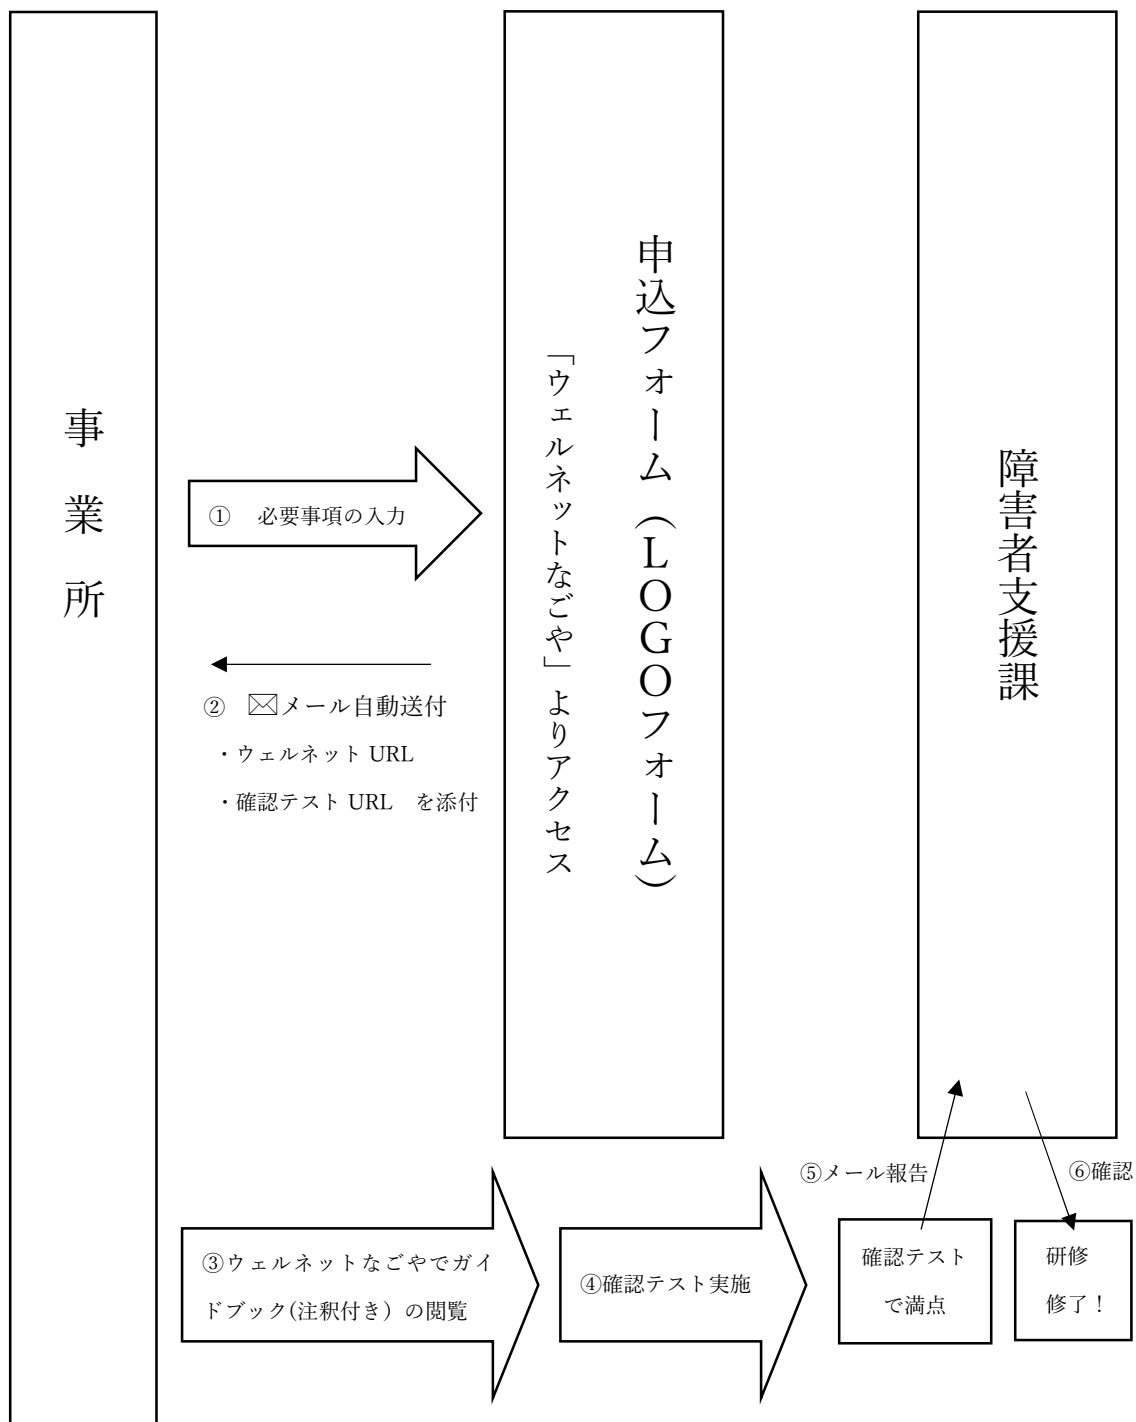 事業所
① 必要事項の入力
② ✉メール自動送付
・ウェルネット URL
・確認テスト URL を添付
申込フォーム（LOGOフォーム）
「ウェルネットなごや」よりアクセス
障害者支援課
③ウェルネットなごやでガイ
ドブック(注釈付き）の閲覧
④確認テスト実施
⑤メール報告
確認テスト
で満点
⑥確認
研修
修了！